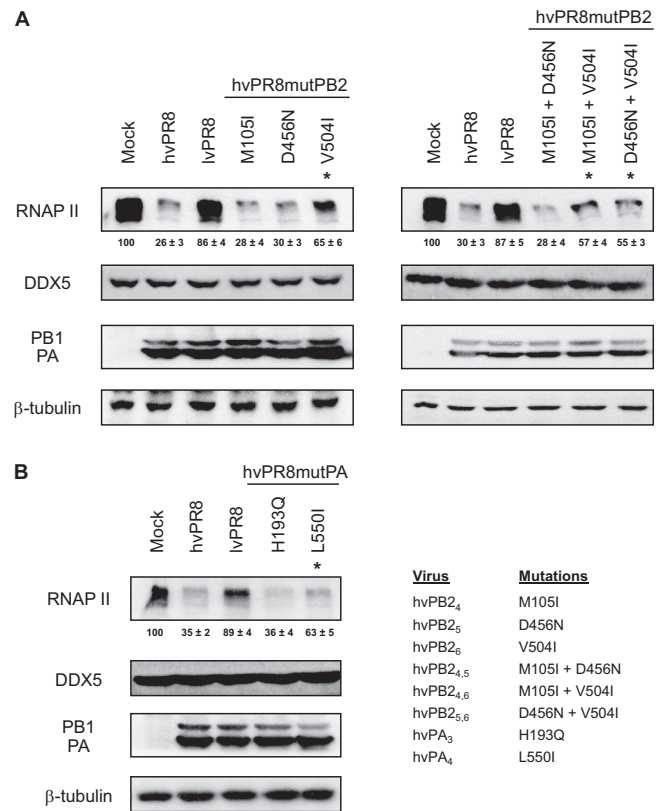 A
hvPR8mutPB2
Mock hvPR8 lvPR8 M105I D456N V504I
*
RNAP II
100 26 ± 3 86 ± 4 28 ± 4 30 ± 3 65 ± 6
hvPR8mutPB2
Mock hvPR8 lvPR8 M105I + D456N M105I + V504I D456N + V504I
* *
100 30 ± 3 87 ± 5 28 ± 4 57 ± 4 55 ± 3
DDX5
PB1
PA
β-tubulin
B
hvPR8mutPA
Mock hvPR8 lvPR8 H193Q L550I
*
RNAP II
100 35 ± 2 89 ± 4 36 ± 4 63 ± 5
DDX5
PB1
PA
β-tubulin
Virus Mutations
hvPB2₄ M105I
hvPB2₅ D456N
hvPB2₆ V504I
hvPB2₄,₅ M105I + D456N
hvPB2₄,₆ M105I + V504I
hvPB2₅,₆ D456N + V504I
hvPA₃ H193Q
hvPA₄ L550I